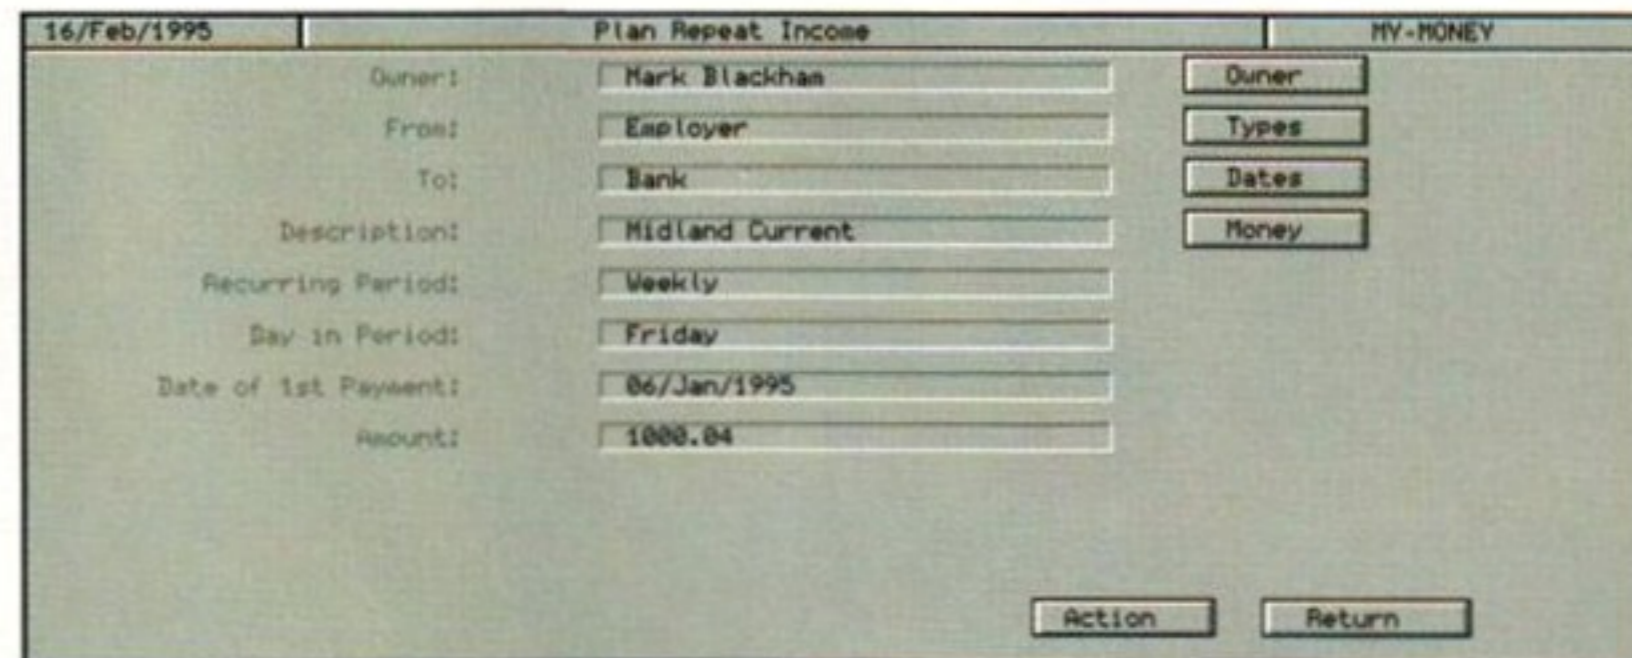 16/Feb/1995 Plan Repeat Income MY-MONEY
Owner: Mark Blackham Owner
From: Employer Types
To: Bank Dates
Description: Midland Current Money
Recurring Period: Weekly
Day in Period: Friday
Date of 1st Payment: 06/Jan/1995
Amount: 1000.04
Action Return